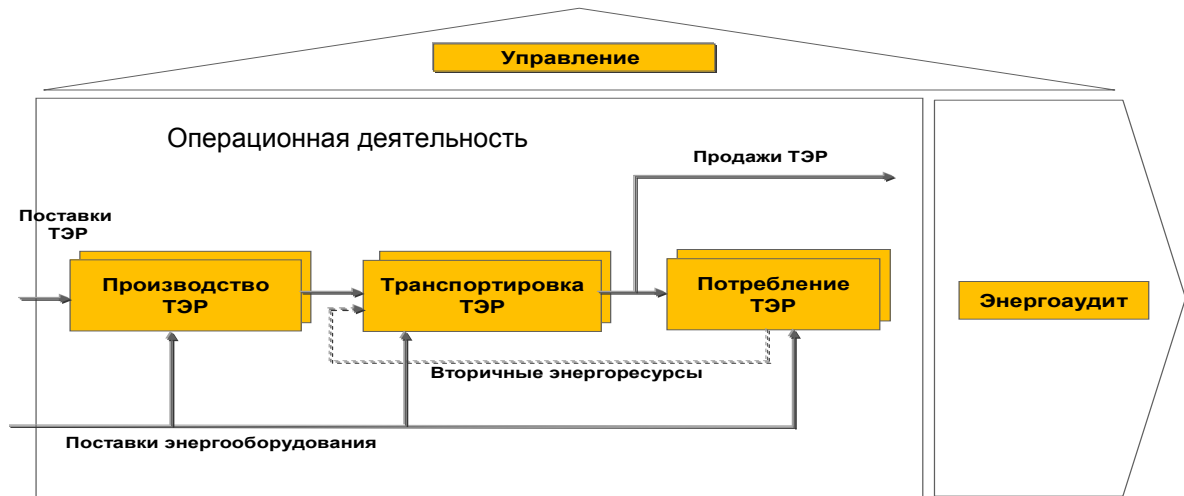 Управление
Операционная деятельность
Продажи ТЭР
Поставки
ТЭР
Производство
ТЭР
Транспортировка
ТЭР
Потребление
ТЭР
Энергоаудит
Вторичные энергоресурсы
Поставки энергооборудования